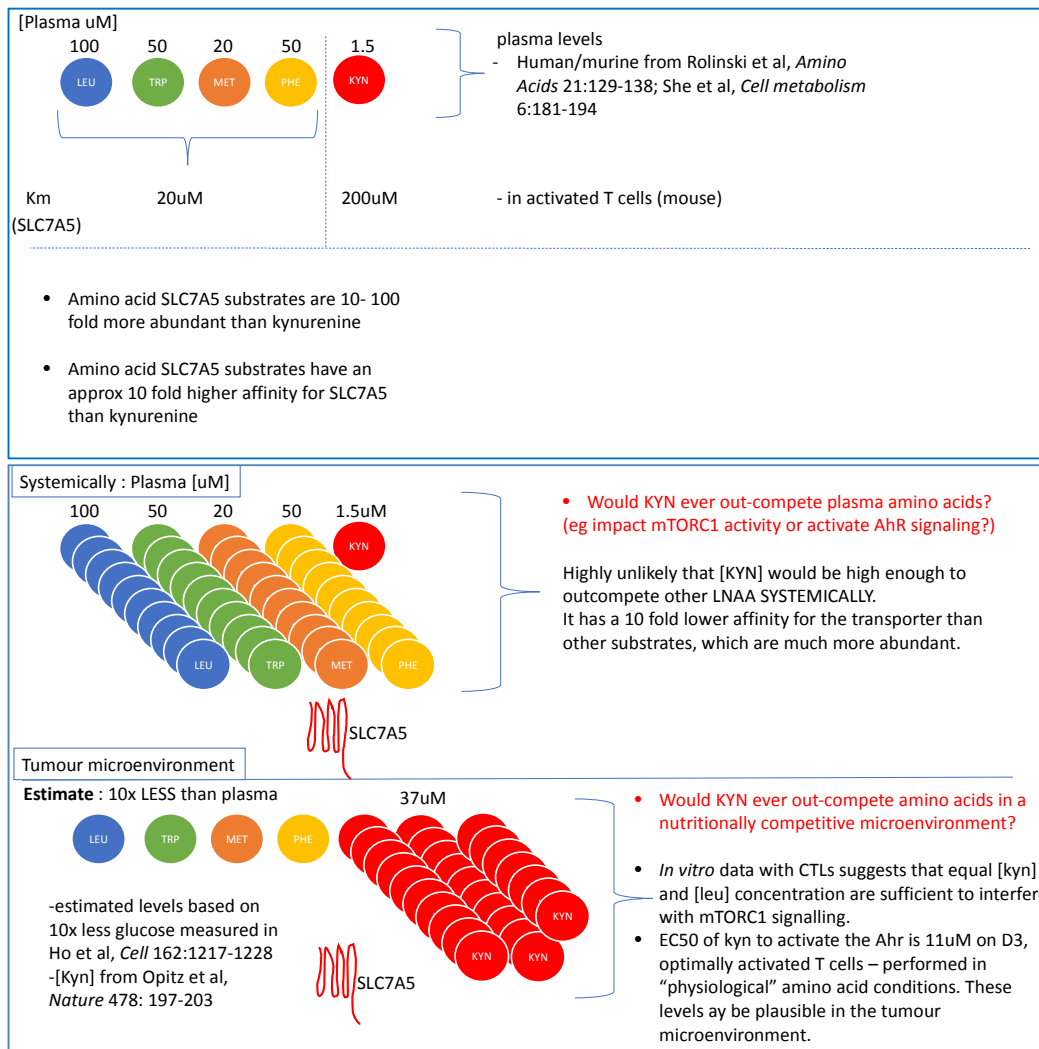 [Plasma uM]
100 50 20 50 1.5
LEU TRP MET PHE KYN
plasma levels
- Human/murine from Rolinski et al, Amino
Acids 21:129-138; She et al, Cell metabolism
6:181-194
Km 20uM 200uM - in activated T cells (mouse)
(SLC7A5)
• Amino acid SLC7A5 substrates are 10- 100
fold more abundant than kynurenine
• Amino acid SLC7A5 substrates have an
approx 10 fold higher affinity for SLC7A5
than kynurenine
Systemically : Plasma [uM]
100 50 20 50 1.5uM
KYN
LEU TRP MET PHE
SLC7A5
• Would KYN ever out-compete plasma amino acids?
(eg impact mTORC1 activity or activate AhR signaling?)
Highly unlikely that [KYN] would be high enough to
outcompete other LNAA SYSTEMICALLY.
It has a 10 fold lower affinity for the transporter than
other substrates, which are much more abundant.
Tumour microenvironment
Estimate : 10x LESS than plasma
37uM
LEU TRP MET PHE
KYN
KYN KYN
-estimated levels based on
10x less glucose measured in
Ho et al, Cell 162:1217-1228
-[Kyn] from Opitz et al,
Nature 478: 197-203
SLC7A5
• Would KYN ever out-compete amino acids in a
nutritionally competitive microenvironment?
• In vitro data with CTLs suggests that equal [kyn]
and [leu] concentration are sufficient to interfere
with mTORC1 signalling.
• EC50 of kyn to activate the Ahr is 11uM on D3,
optimally activated T cells – performed in
“physiological” amino acid conditions. These
levels ay be plausible in the tumour
microenvironment.